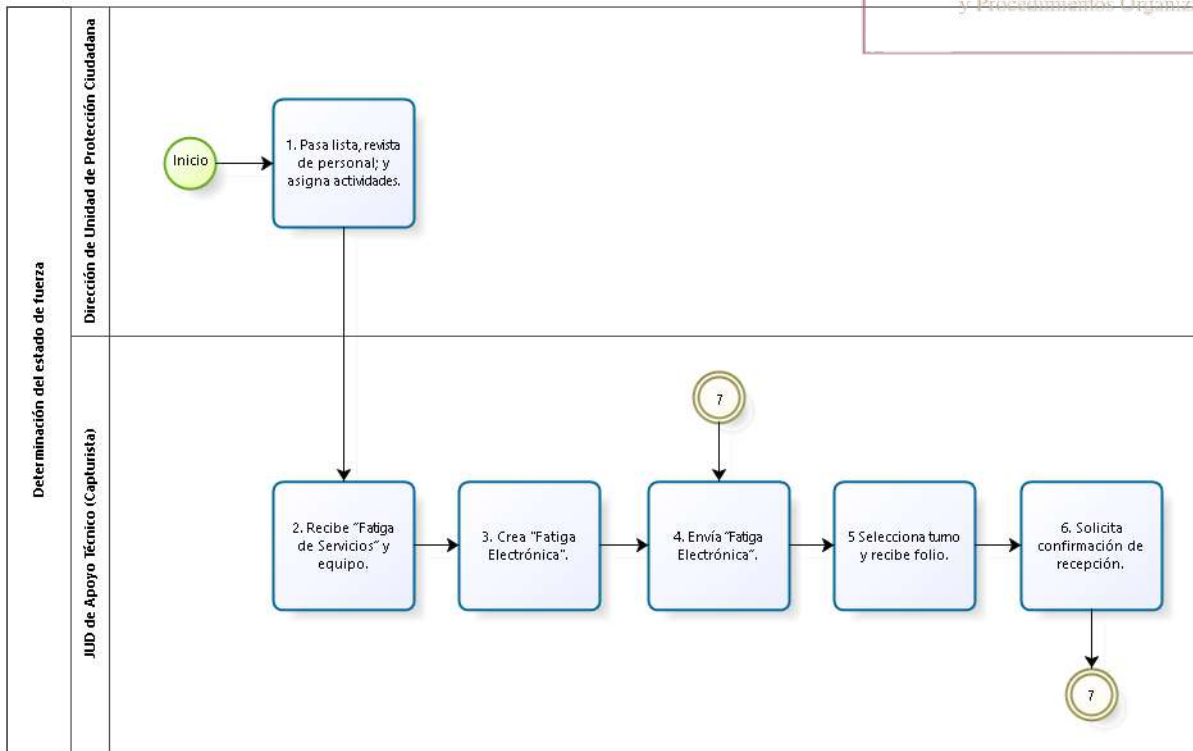 y Procedimientos Organiz
Determinación del estado de fuerza
Dirección de Unidad de Protección Ciudadana
Inicio
1. Pasa lista, revista
de personal; y
asigna actividades.
JUD de Apoyo Técnico (Capturista)
7
2. Recibe “Fatiga
de Servicios” y
equipo.
3. Crea "Fatiga
Electrónica".
4. Envía “Fatiga
Electrónica”.
5 Selecciona turno
y recibe folio.
6. Solicita
confirmación de
recepción.
7